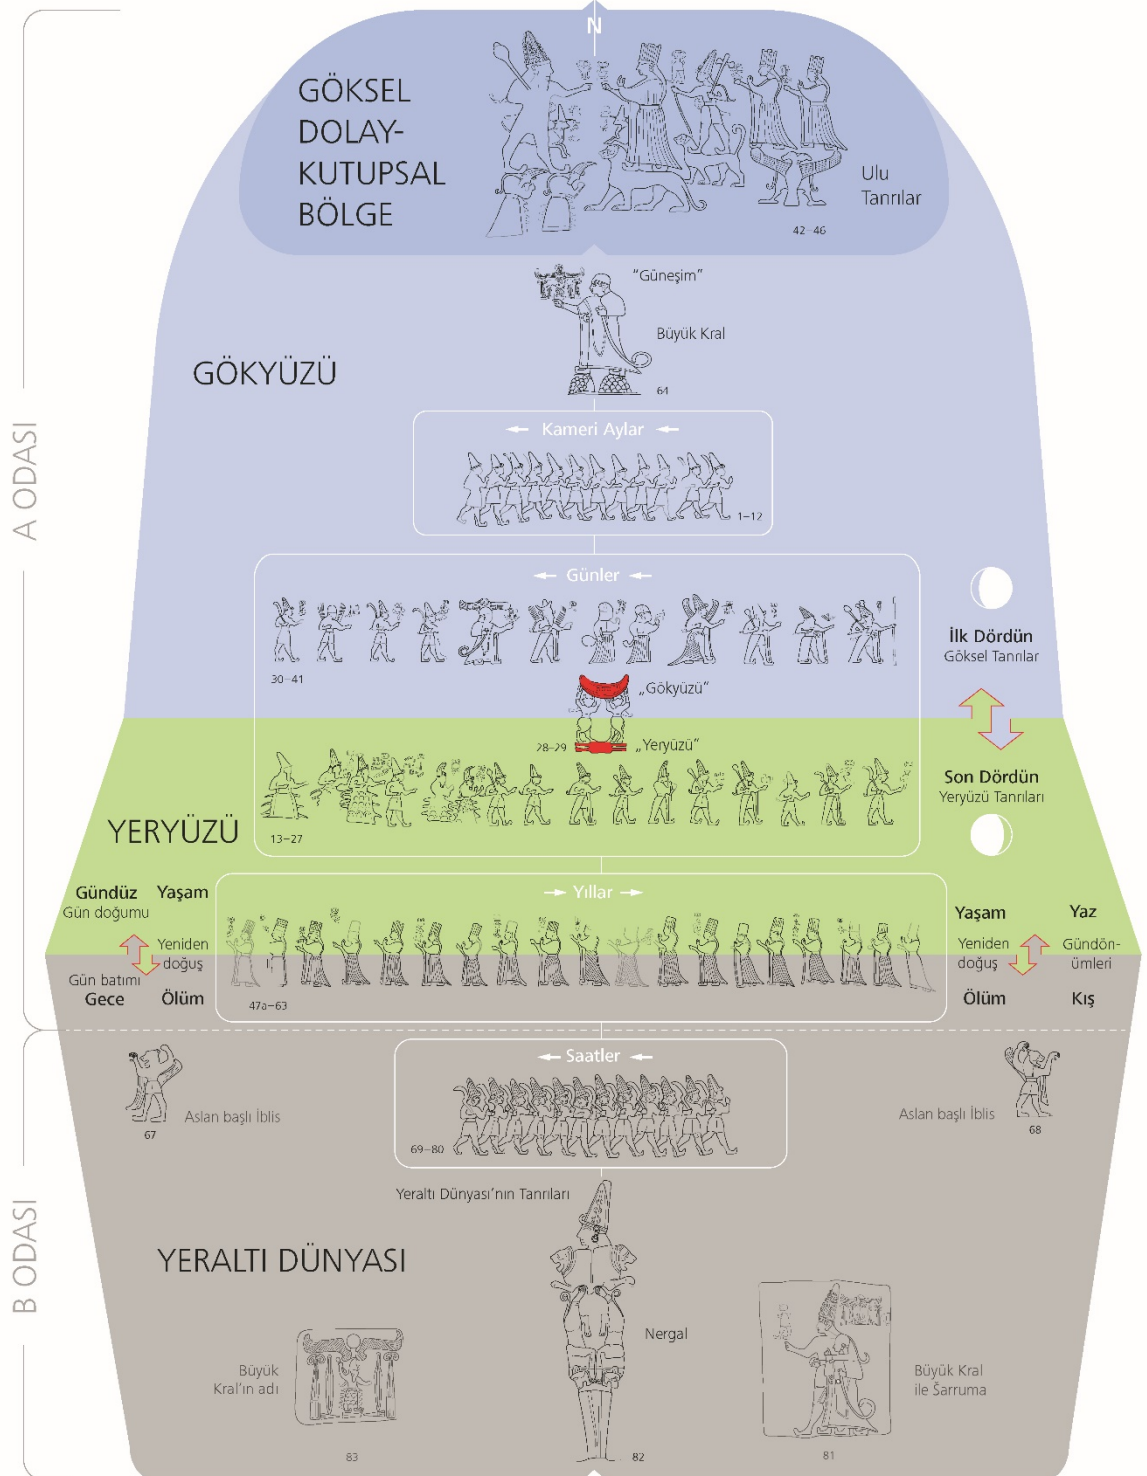 N
GÖKSEL
DOLAY-
KUTUPSAL
BÖLGE
Ulu
Tanrılar
42–46
"Güneşim"
Büyük Kral
64
GÖKYÜZÜ
A ODASI
← Kameri Aylar ←
1–12
← Günler ←
30–41
İlk Dördün
Göksel Tanrılar
„Gökyüzü"
28–29
„Yeryüzü"
Son Dördün
Yeryüzü Tanrıları
13–27
YERYÜZÜ
→ Yıllar →
47a–63
Gündüz
Gün doğumu
Gün batımı
Gece
Yaşam
Yeniden
doğuş
Ölüm
Yaşam
Yeniden
doğuş
Ölüm
Yaz
Gündön-
ümleri
Kış
B ODASI
67
Aslan başlı İblis
← Saatler ←
69–80
Aslan başlı İblis
68
Yeraltı Dünyası'nın Tanrıları
YERALTI DÜNYASI
Nergal
82
Büyük
Kral'ın adı
83
Büyük Kral
ile Šarruma
81